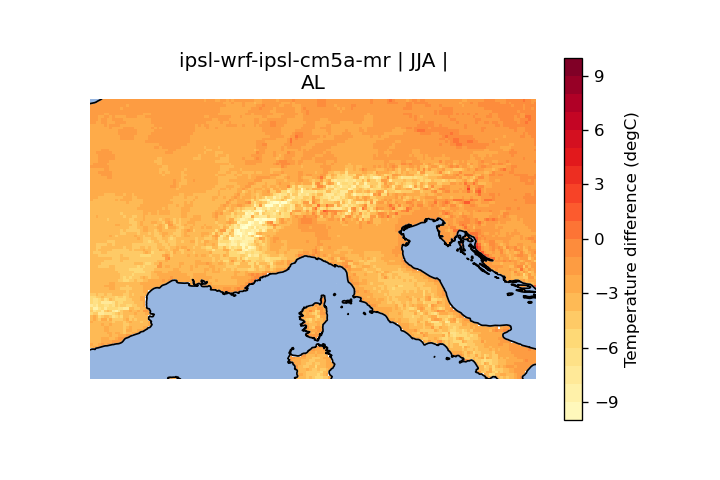 ipsl-wrf-ipsl-cm5a-mr | JJA |
AL
9
6
3
0
−3
−6
−9
Temperature difference (degC)